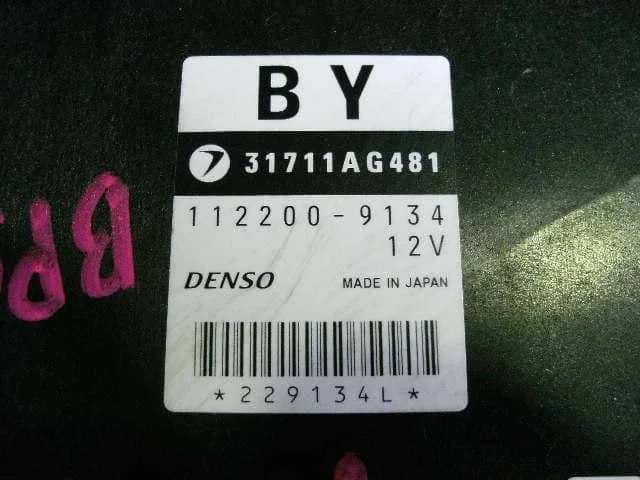 BY
31711AG481
112200-9134
12V
DENSO MADE IN JAPAN
*229134L*